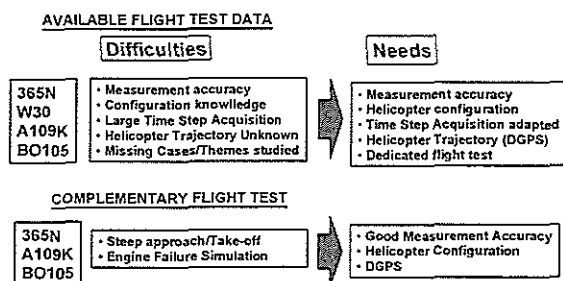 AVAILABLE FLIGHT TEST DATA
Difficulties
Needs
365N
W30
A109K
BO105
• Measurement accuracy
• Configuration knowlledge
• Large Time Step Acquisition
• Helicopter Trajectory Unknown
• Missing Cases/Themes studied
• Measurement accuracy
• Helicopter configuration
• Time Step Acquisition adapted
• Helicopter Trajectory (DGPS)
• Dedicated flight test
COMPLEMENTARY FLIGHT TEST
365N
A109K
BO105
• Steep approach/Take-off
• Engine Failure Simulation
• Good Measurement Accuracy
• Helicopter Configuration
• DGPS